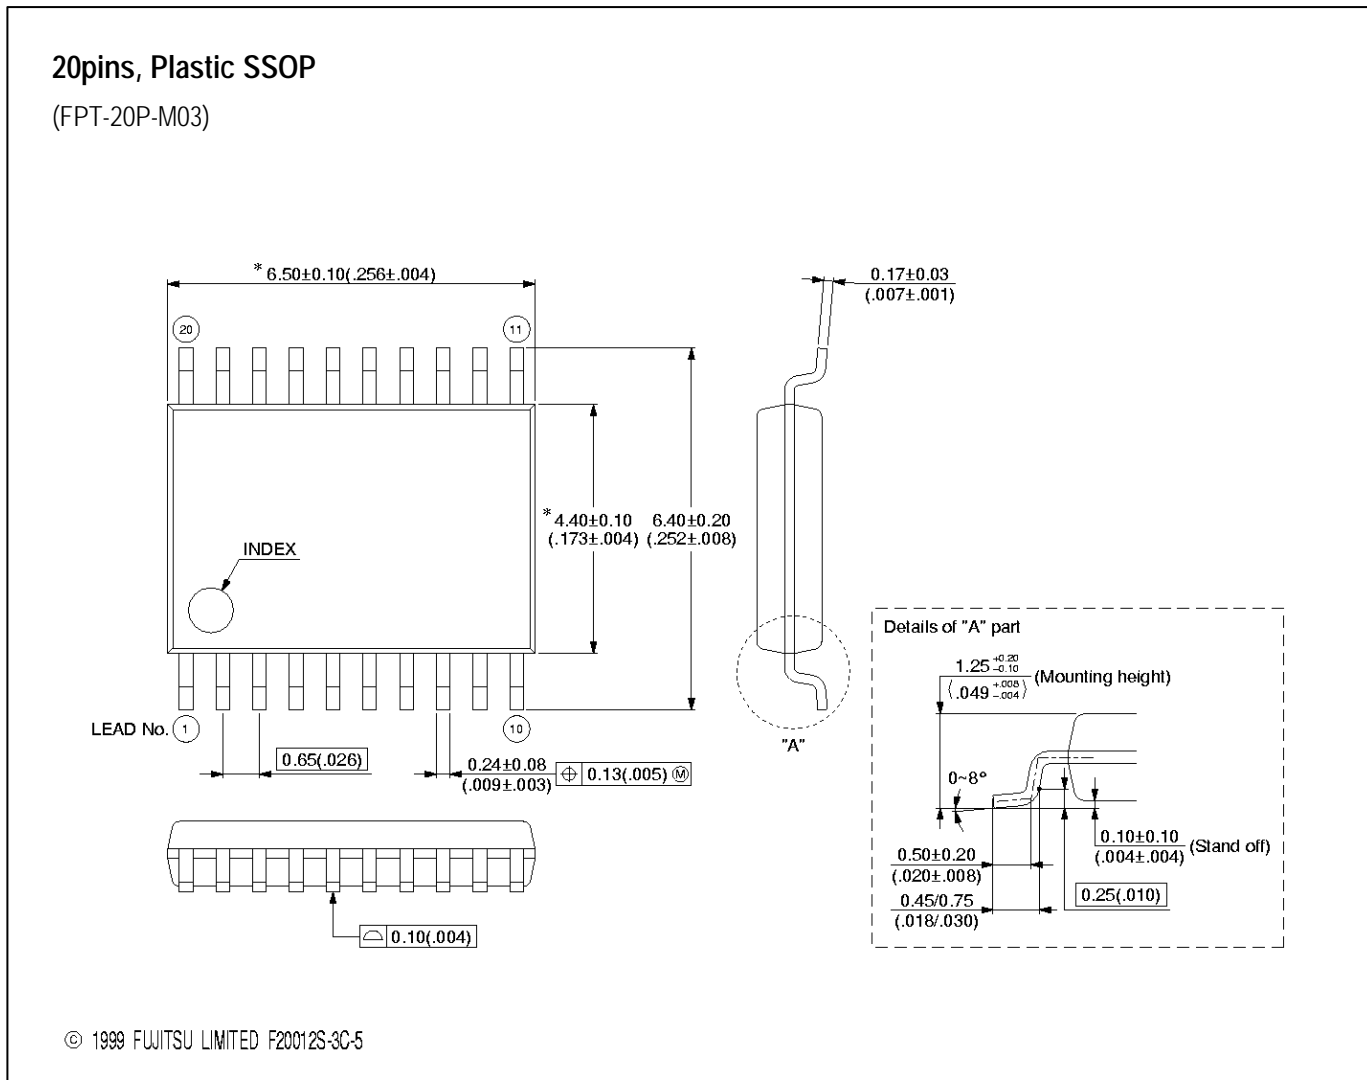 20pins, Plastic SSOP
(FPT-20P-M03)
* 6.50±0.10(.256±.004)
0.17±0.03
(.007±.001)
20
11
* 4.40±0.10
(.173±.004)
6.40±0.20
(.252±.008)
INDEX
Details of "A" part
1.25 +0.20 -0.10 (Mounting height)
(.049 +.008 -.004)
LEAD No. 1
10
"A"
0.65(.026)
0.24±0.08
(.009±.003)
⌖ 0.13(.005) Ⓜ
0~8°
0.10±0.10
(.004±.004)
(Stand off)
0.50±0.20
(.020±.008)
0.25(.010)
0.45/0.75
(.018/.030)
⌓ 0.10(.004)
© 1999 FUJITSU LIMITED F20012S-3C-5